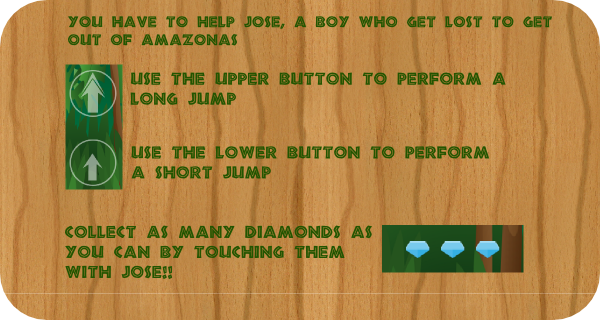 YOU HAVE TO HELP JOSE, A BOY WHO GET LOST TO GET
OUT OF AMAZONAS
USE THE UPPER BUTTON TO PERFORM A
LONG JUMP
USE THE LOWER BUTTON TO PERFORM
A SHORT JUMP
COLLECT AS MANY DIAMONDS AS
YOU CAN BY TOUCHING THEM
WITH JOSE!!